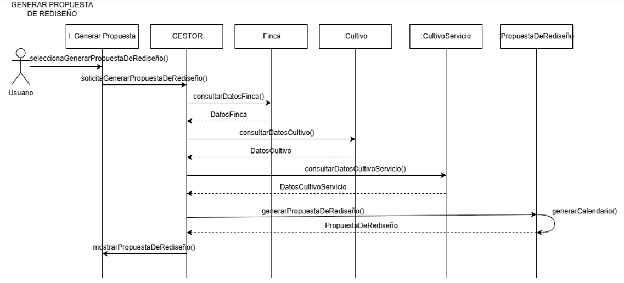 GENERAR PROPUESTA
DE REDISEÑO
I. Generar Propuesta
:GESTOR
:Finca
:Cultivo
:CultivoServicio
:PropuestaDeRediseño
seleccionaGenerarPropuestaDeRediseño()
Usuario
solicitaGenerarPropuestaDeRediseño()
consultarDatosFinca()
DatosFinca
consultarDatosCultivo()
DatosCultivo
consultarDatosCultivoServicio()
DatosCultivoServicio
generarPropuestaDeRediseño()
generarCalendario()
PropuestaDeRediseño
mostrarPropuestaDeRediseño()